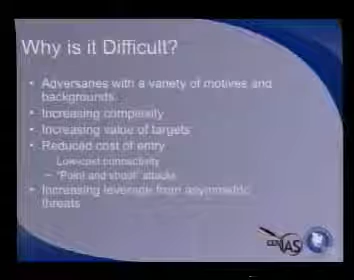 Why is it Difficult?
• Adversaries with a variety of motives and
backgrounds
• Increasing complexity
• Increasing value of targets
• Reduced cost of entry
– Low-cost connectivity
– "Point and shoot" attacks
• Increasing leverage from asymmetric
threats